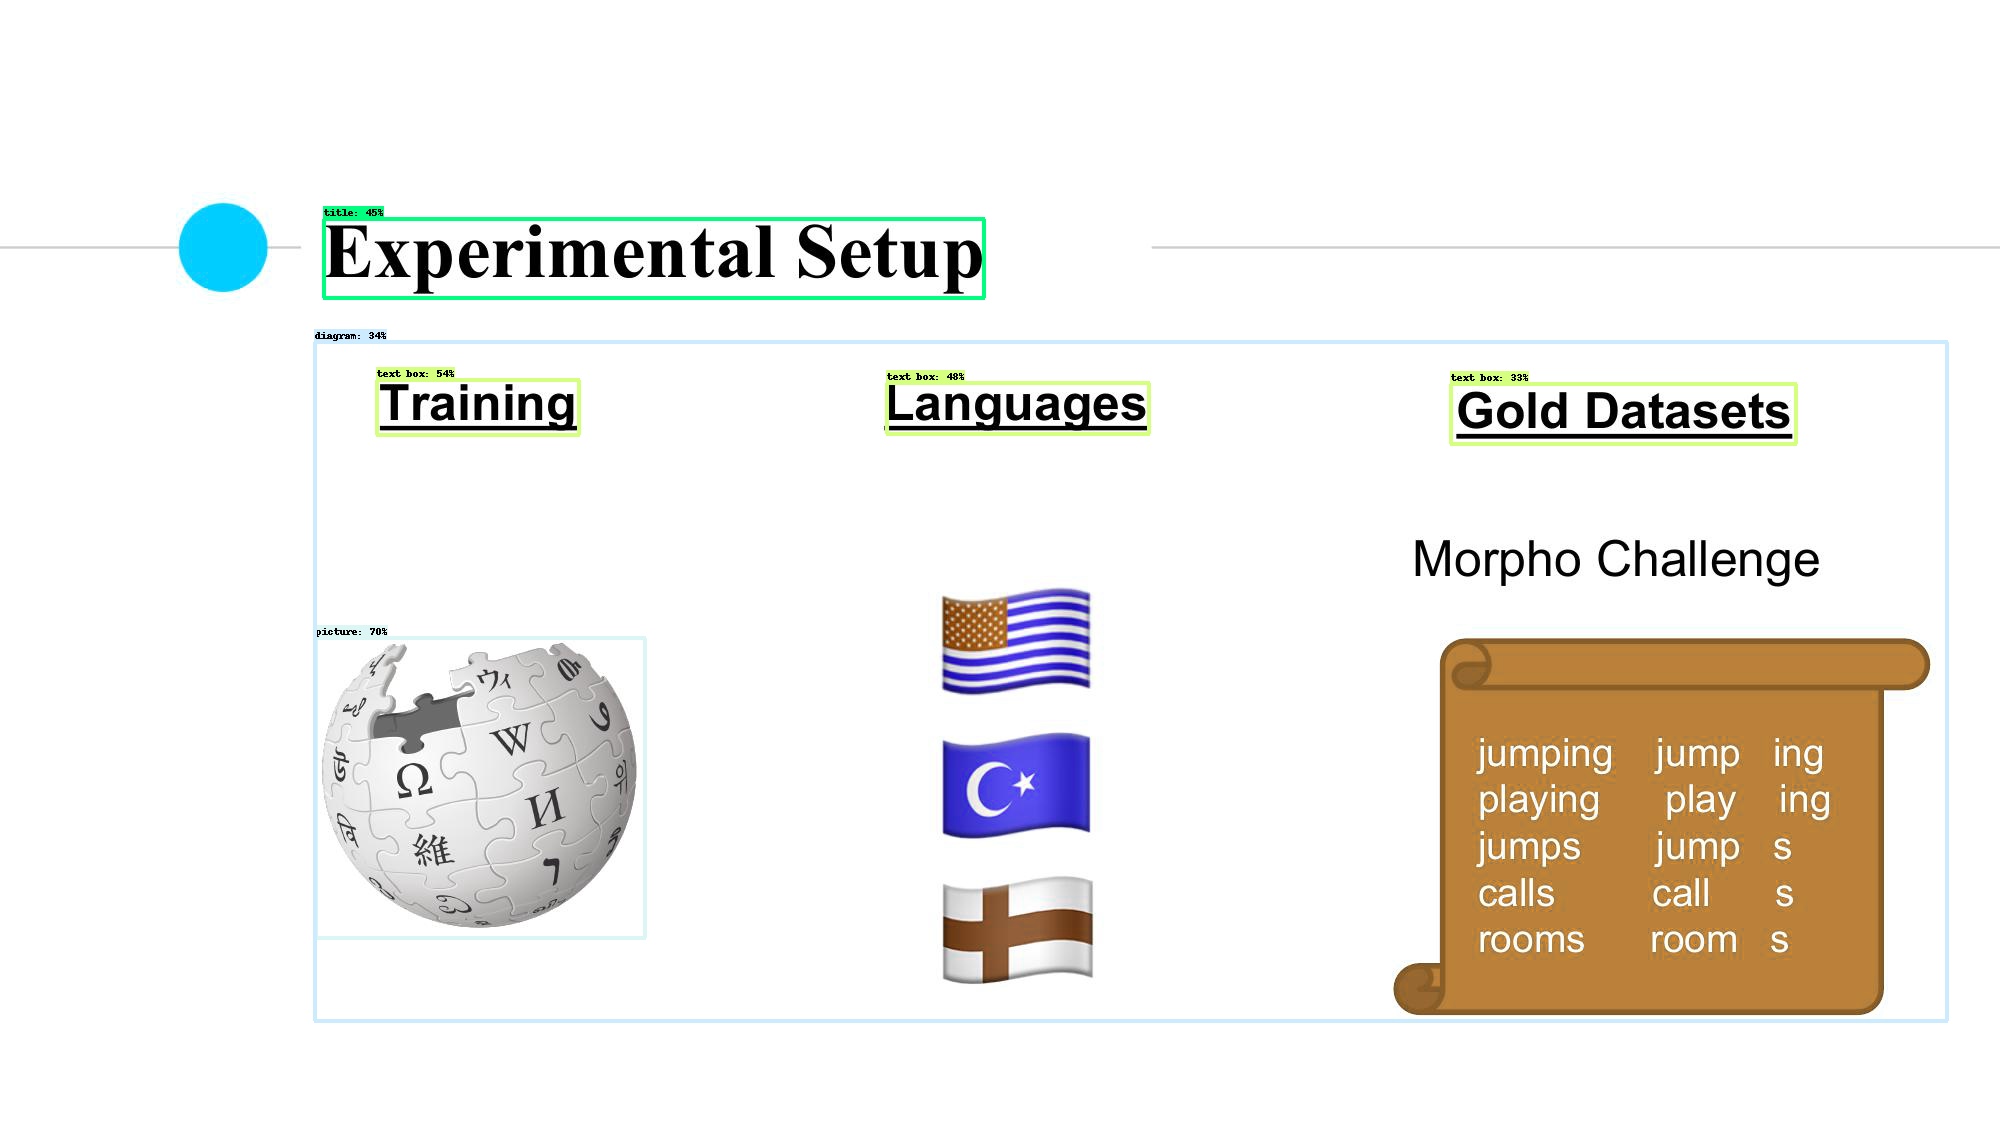 title: 45%
Experimental Setup
diagram: 34%
text box: 54%
Training
text box: 48%
Languages
text box: 33%
Gold Datasets
Morpho Challenge
picture: 70%
ウィ
W
Ω
И
維
위
jumping jump ing
playing play ing
jumps jump s
calls call s
rooms room s